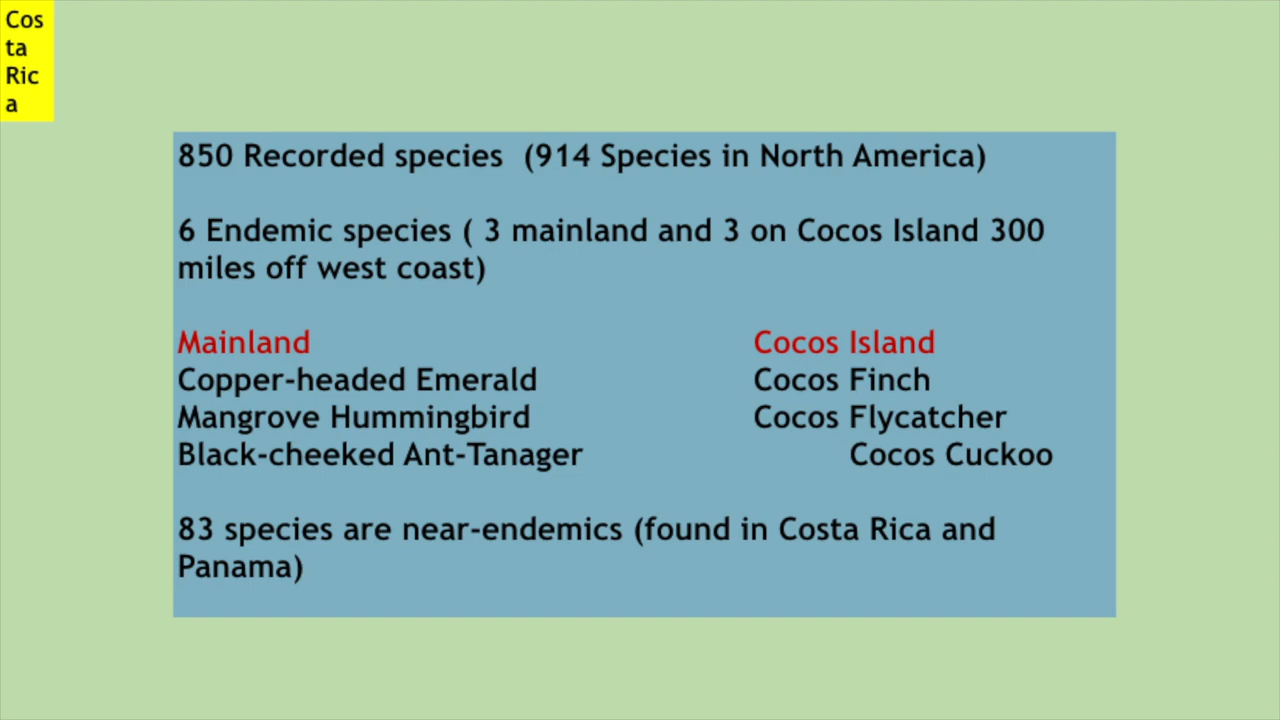 Cos
ta
Ric
a
850 Recorded species  (914 Species in North America)
6 Endemic species ( 3 mainland and 3 on Cocos Island 300
miles off west coast)
Mainland Cocos Island
Copper-headed Emerald Cocos Finch
Mangrove Hummingbird Cocos Flycatcher
Black-cheeked Ant-Tanager Cocos Cuckoo
83 species are near-endemics (found in Costa Rica and
Panama)